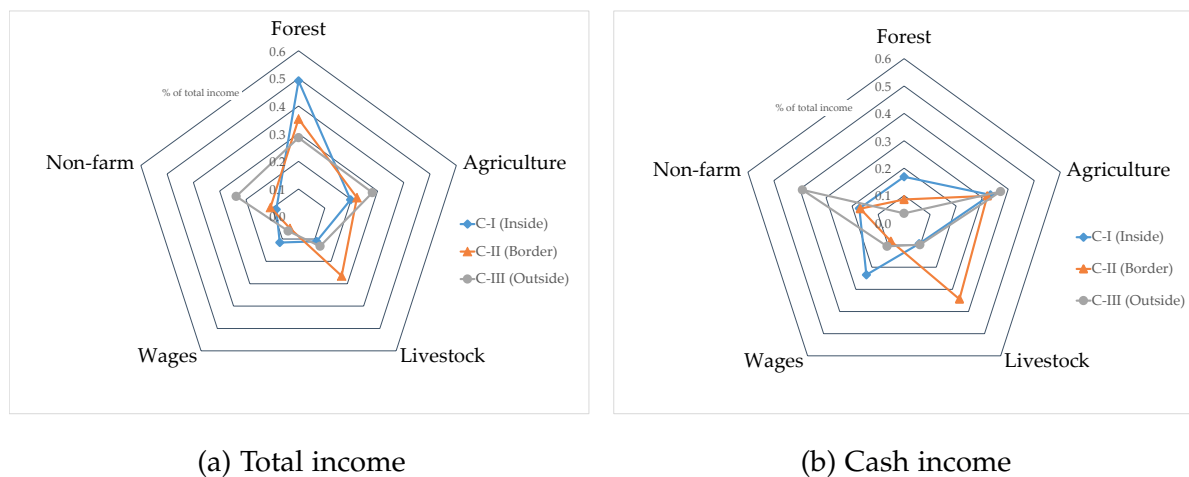 Forest
0.6
0.5
% of total income
0.4
0.3
Non-farm
Agriculture
0.2
0.1
0.0
C-I (Inside)
C-II (Border)
C-III (Outside)
Wages
Livestock
(a) Total income
Forest
0.6
0.5
% of total income
0.4
0.3
Non-farm
Agriculture
0.2
0.1
0.0
C-I (Inside)
C-II (Border)
C-III (Outside)
Wages
Livestock
(b) Cash income